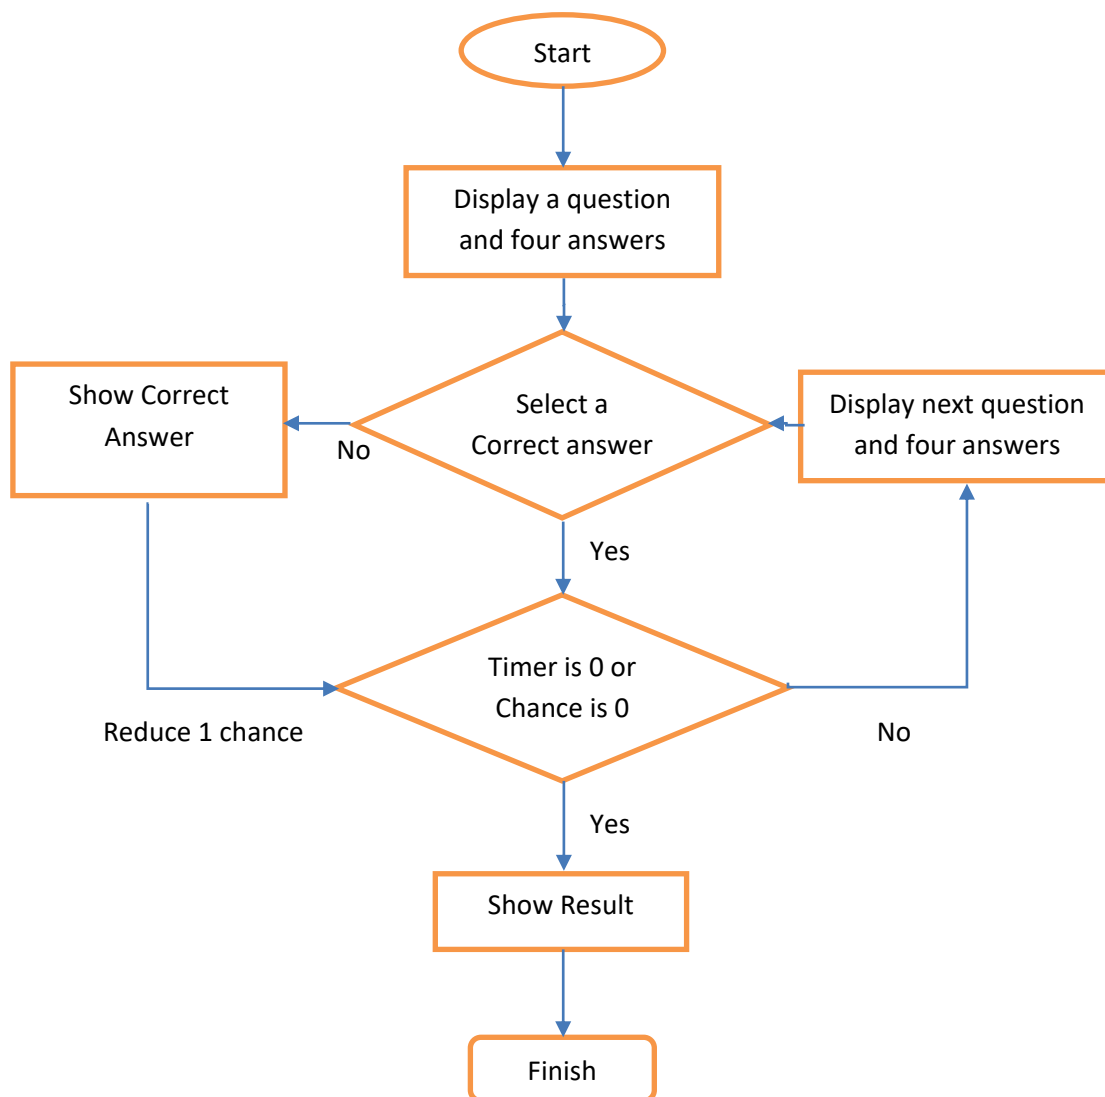 Start
Display a question
and four answers
Show Correct
Answer
No
Select a
Correct answer
Display next question
and four answers
Yes
Timer is 0 or
Chance is 0
Reduce 1 chance
No
Yes
Show Result
Finish